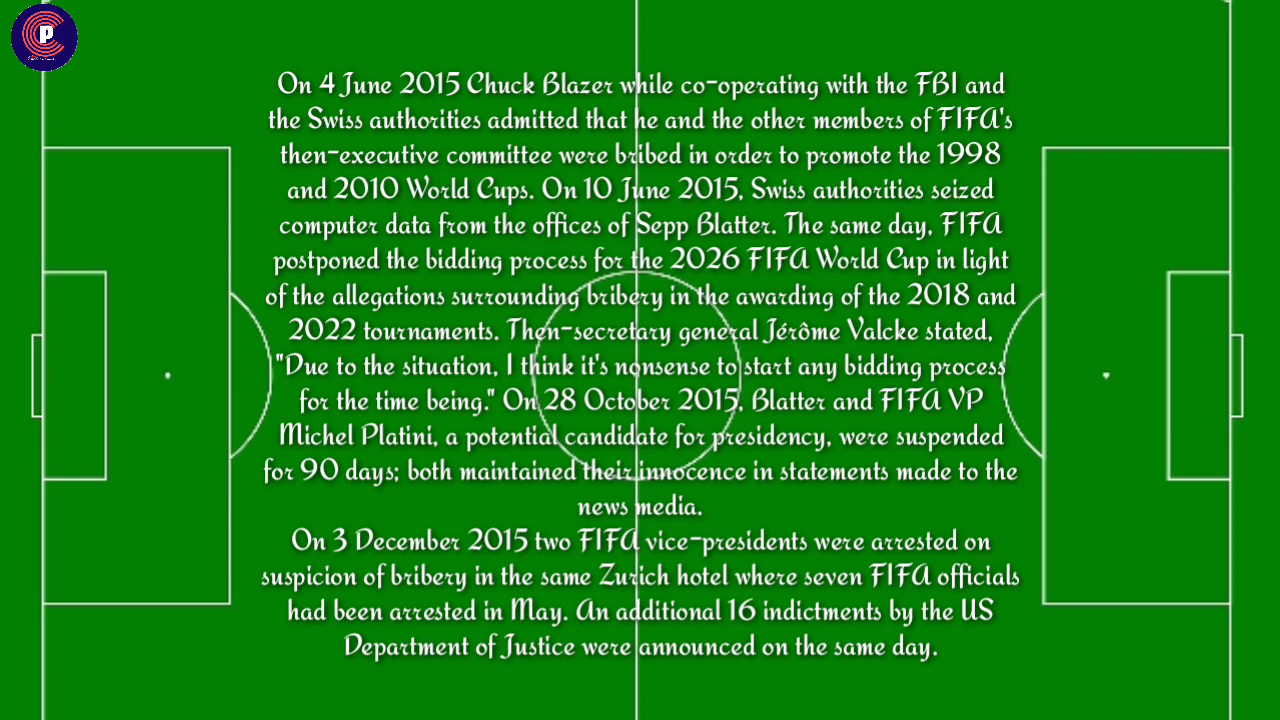 P
On 4 June 2015 Chuck Blazer while co-operating with the FBI and
the Swiss authorities admitted that he and the other members of FIFA's
then-executive committee were bribed in order to promote the 1998
and 2010 World Cups. On 10 June 2015, Swiss authorities seized
computer data from the offices of Sepp Blatter. The same day, FIFA
postponed the bidding process for the 2026 FIFA World Cup in light
of the allegations surrounding bribery in the awarding of the 2018 and
2022 tournaments. Then-secretary general Jérôme Valcke stated,
"Due to the situation, I think it's nonsense to start any bidding process
for the time being." On 28 October 2015, Blatter and FIFA VP
Michel Platini, a potential candidate for presidency, were suspended
for 90 days; both maintained their innocence in statements made to the
news media.
On 3 December 2015 two FIFA vice-presidents were arrested on
suspicion of bribery in the same Zurich hotel where seven FIFA officials
had been arrested in May. An additional 16 indictments by the US
Department of Justice were announced on the same day.